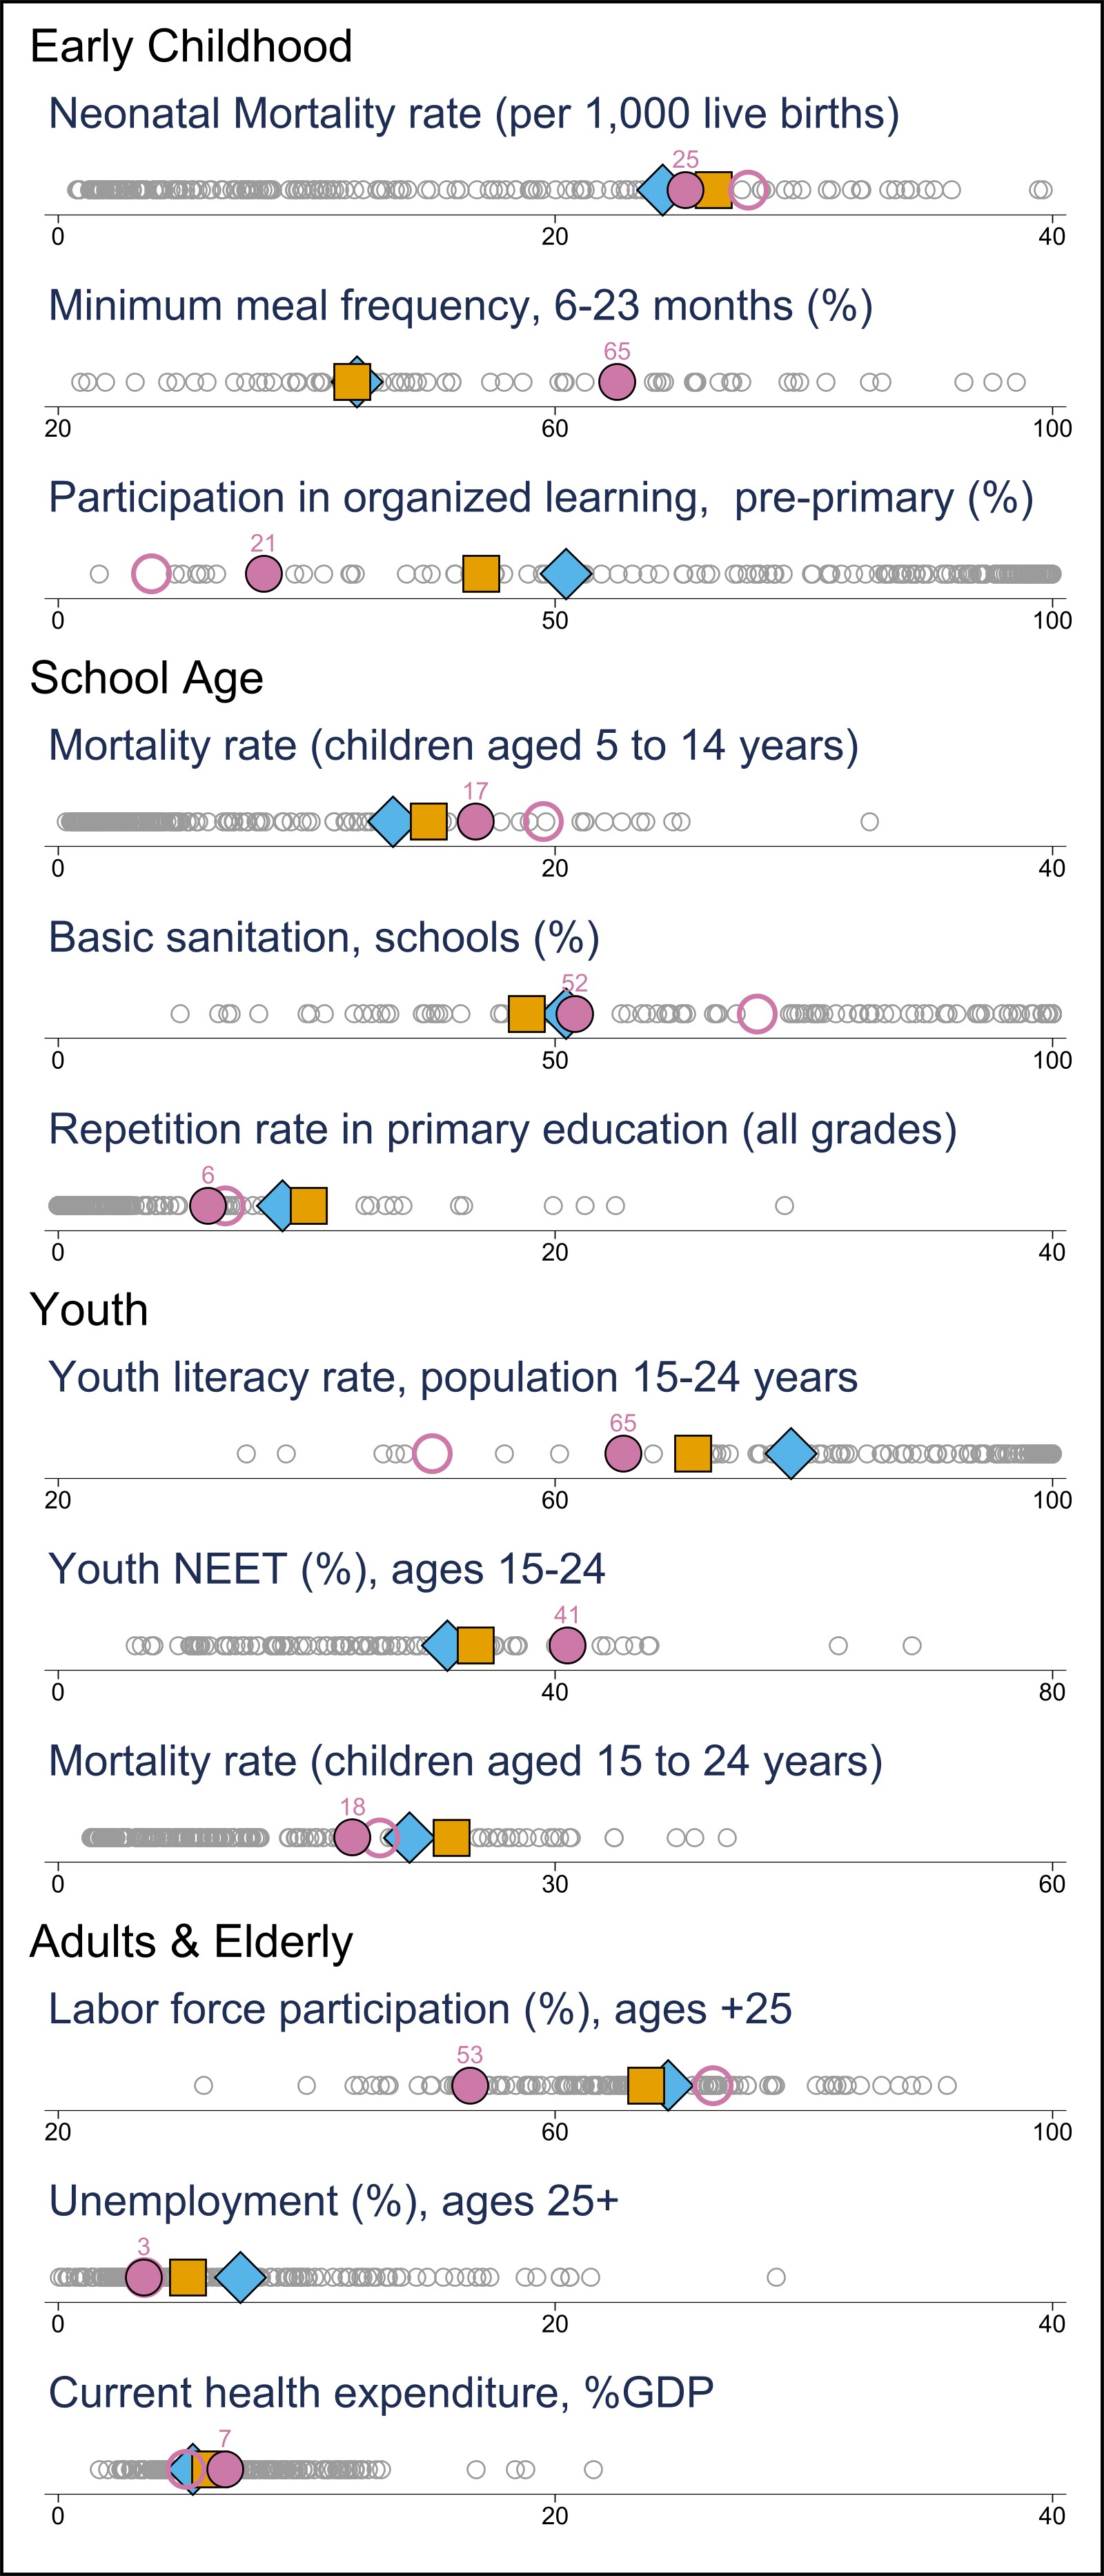 Early Childhood
Neonatal Mortality rate (per 1,000 live births)
25
0 20 40
Minimum meal frequency, 6-23 months (%)
65
20 60 100
Participation in organized learning,  pre-primary (%)
21
0 50 100
School Age
Mortality rate (children aged 5 to 14 years)
17
0 20 40
Basic sanitation, schools (%)
52
0 50 100
Repetition rate in primary education (all grades)
6
0 20 40
Youth
Youth literacy rate, population 15-24 years
65
20 60 100
Youth NEET (%), ages 15-24
41
0 40 80
Mortality rate (children aged 15 to 24 years)
18
0 30 60
Adults & Elderly
Labor force participation (%), ages +25
53
20 60 100
Unemployment (%), ages 25+
3
0 20 40
Current health expenditure, %GDP
7
0 20 40